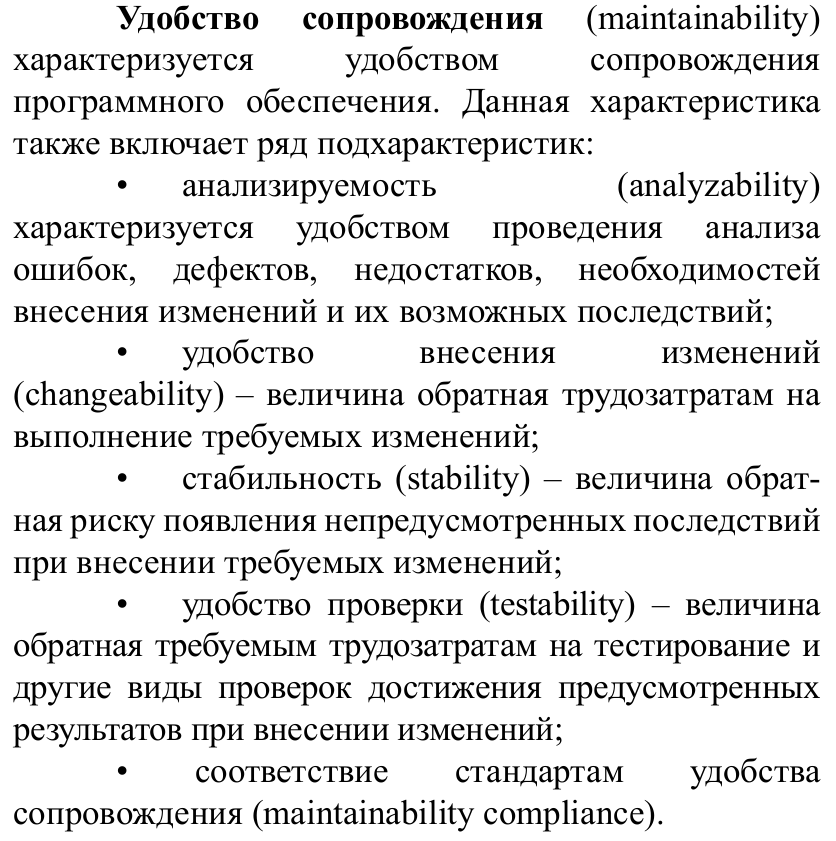 Удобство сопровождения (maintainability)
характеризуется удобством сопровождения
программного обеспечения. Данная характеристика
также включает ряд подхарактеристик:
• анализируемость (analyzability)
характеризуется удобством проведения анализа
ошибок, дефектов, недостатков, необходимостей
внесения изменений и их возможных последствий;
• удобство внесения изменений
(changeability) – величина обратная трудозатратам на
выполнение требуемых изменений;
• стабильность (stability) – величина обрат-
ная риску появления непредусмотренных последствий
при внесении требуемых изменений;
• удобство проверки (testability) – величина
обратная требуемым трудозатратам на тестирование и
другие виды проверок достижения предусмотренных
результатов при внесении изменений;
• соответствие стандартам удобства
сопровождения (maintainability compliance).